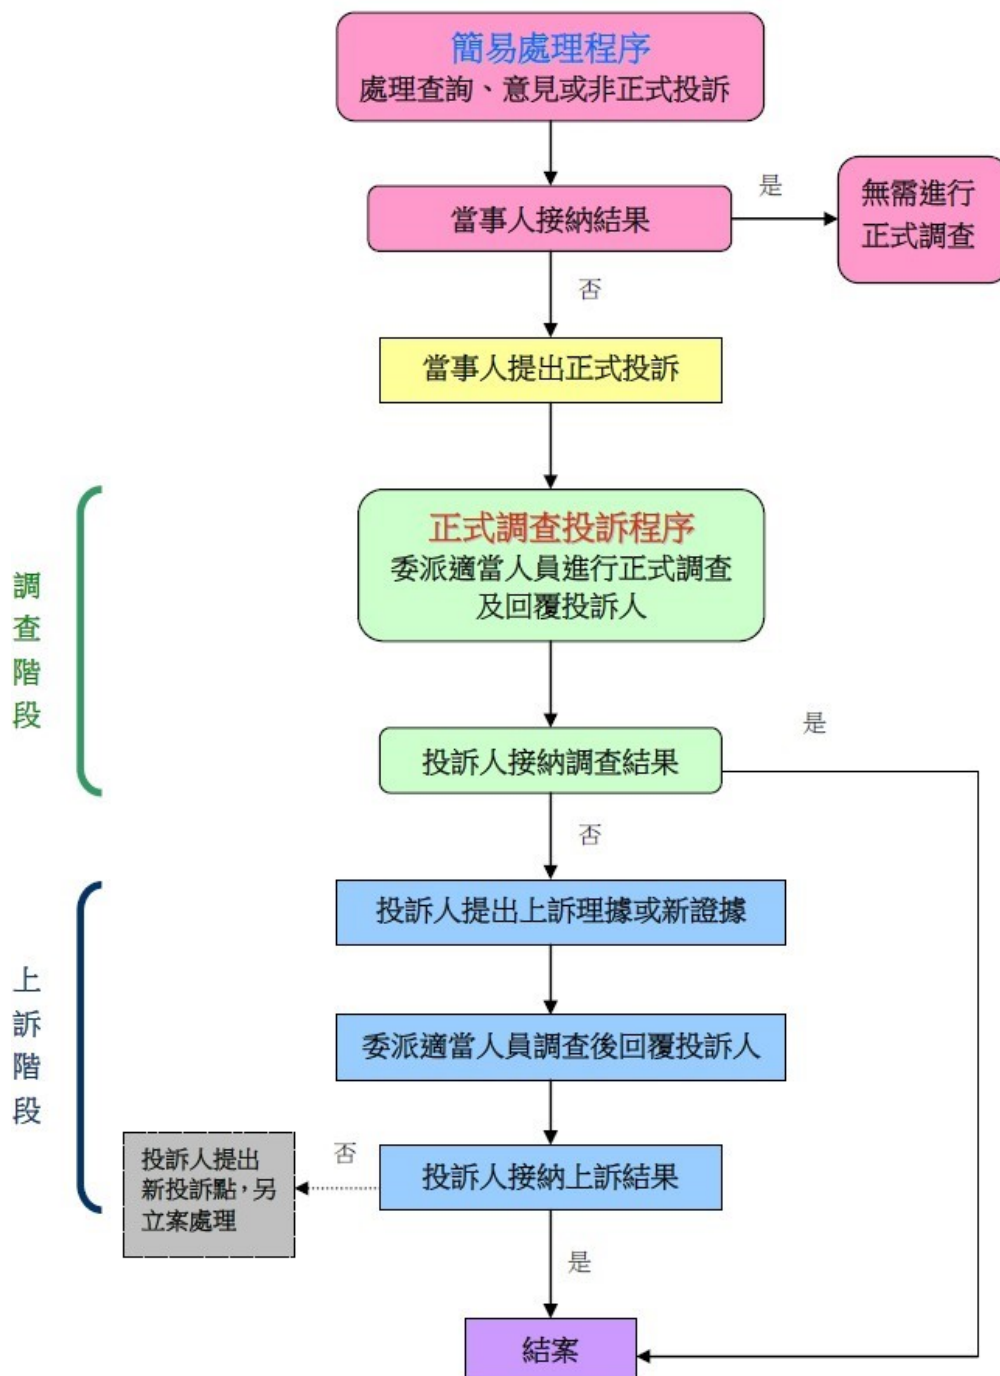 簡易處理程序
處理查詢、意見或非正式投訴
當事人接納結果
是
無需進行
正式調查
否
當事人提出正式投訴
調查階段
正式調查投訴程序
委派適當人員進行正式調查
及回覆投訴人
投訴人接納調查結果
是
否
上訴階段
投訴人提出上訴理據或新證據
委派適當人員調查後回覆投訴人
投訴人接納上訴結果
否
投訴人提出
新投訴點，另
立案處理
是
結案